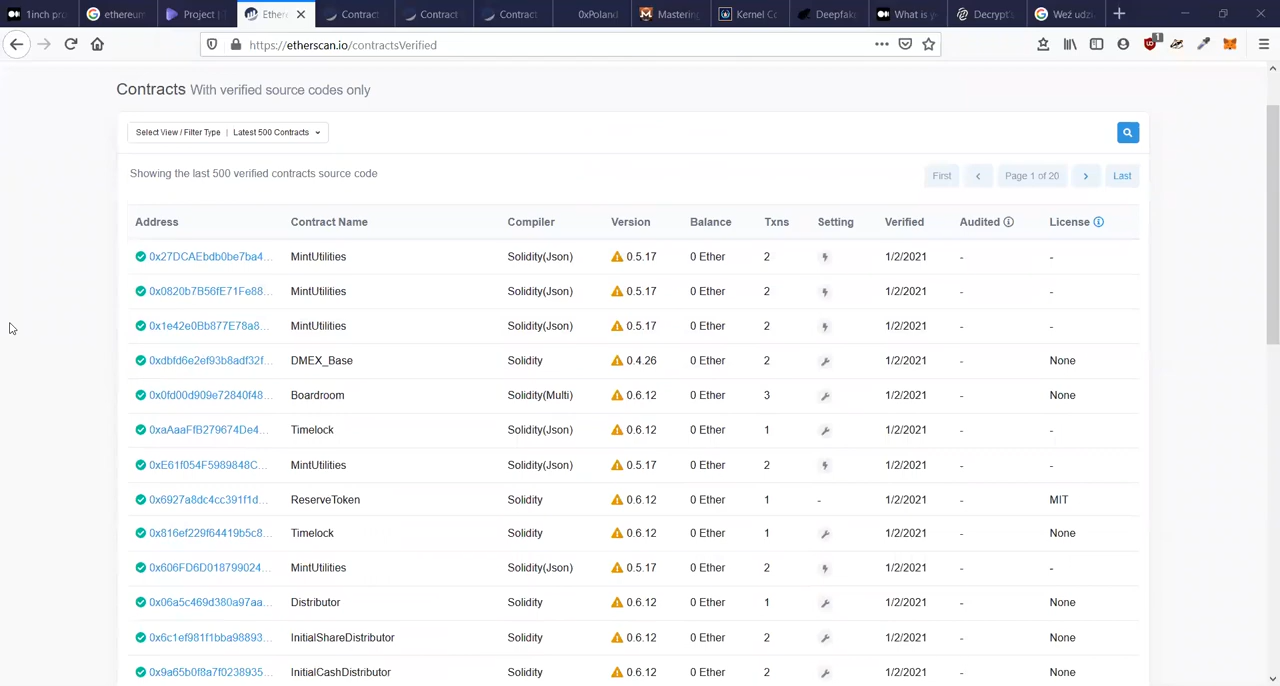 1inch pro
ethereum
Project |
Ethere
Contract
Contract
Contract
0xPoland
Mastering
Kernel Co
Deepfak
What is y
Decrypt'
Weź udzi
https://etherscan.io/contractsVerified
1
Contracts With verified source codes only
Select View / Filter Type | Latest 500 Contracts
Showing the last 500 verified contracts source code
First Page 1 of 20 Last
Address Contract Name Compiler Version Balance Txns Setting Verified Audited License
0x27DCAEbdb0be7ba4... MintUtilities Solidity(Json) 0.5.17 0 Ether 2 1/2/2021 - -
0x0820b7B56fE71Fe88... MintUtilities Solidity(Json) 0.5.17 0 Ether 2 1/2/2021 - -
0x1e42e0Bb877E78a8... MintUtilities Solidity(Json) 0.5.17 0 Ether 2 1/2/2021 - -
0xdbfd6e2ef93b8adf32f... DMEX_Base Solidity 0.4.26 0 Ether 2 1/2/2021 - None
0x0fd00d909e72840f48... Boardroom Solidity(Multi) 0.6.12 0 Ether 3 1/2/2021 - None
0xaAaaFfB279674De4... Timelock Solidity(Json) 0.6.12 0 Ether 1 1/2/2021 - -
0xE61f054F5989848C... MintUtilities Solidity(Json) 0.5.17 0 Ether 2 1/2/2021 - -
0x6927a8dc4cc391f1d... ReserveToken Solidity 0.6.12 0 Ether 1 - 1/2/2021 - MIT
0x816ef229f64419b5c8... Timelock Solidity 0.6.12 0 Ether 1 1/2/2021 - None
0x606FD6D018799024... MintUtilities Solidity(Json) 0.5.17 0 Ether 2 1/2/2021 - -
0x06a5c469d380a97aa... Distributor Solidity 0.6.12 0 Ether 1 1/2/2021 - None
0x6c1ef981f1bba98893... InitialShareDistributor Solidity 0.6.12 0 Ether 2 1/2/2021 - None
0x9a65b0f8a7f0238935... InitialCashDistributor Solidity 0.6.12 0 Ether 2 1/2/2021 - None